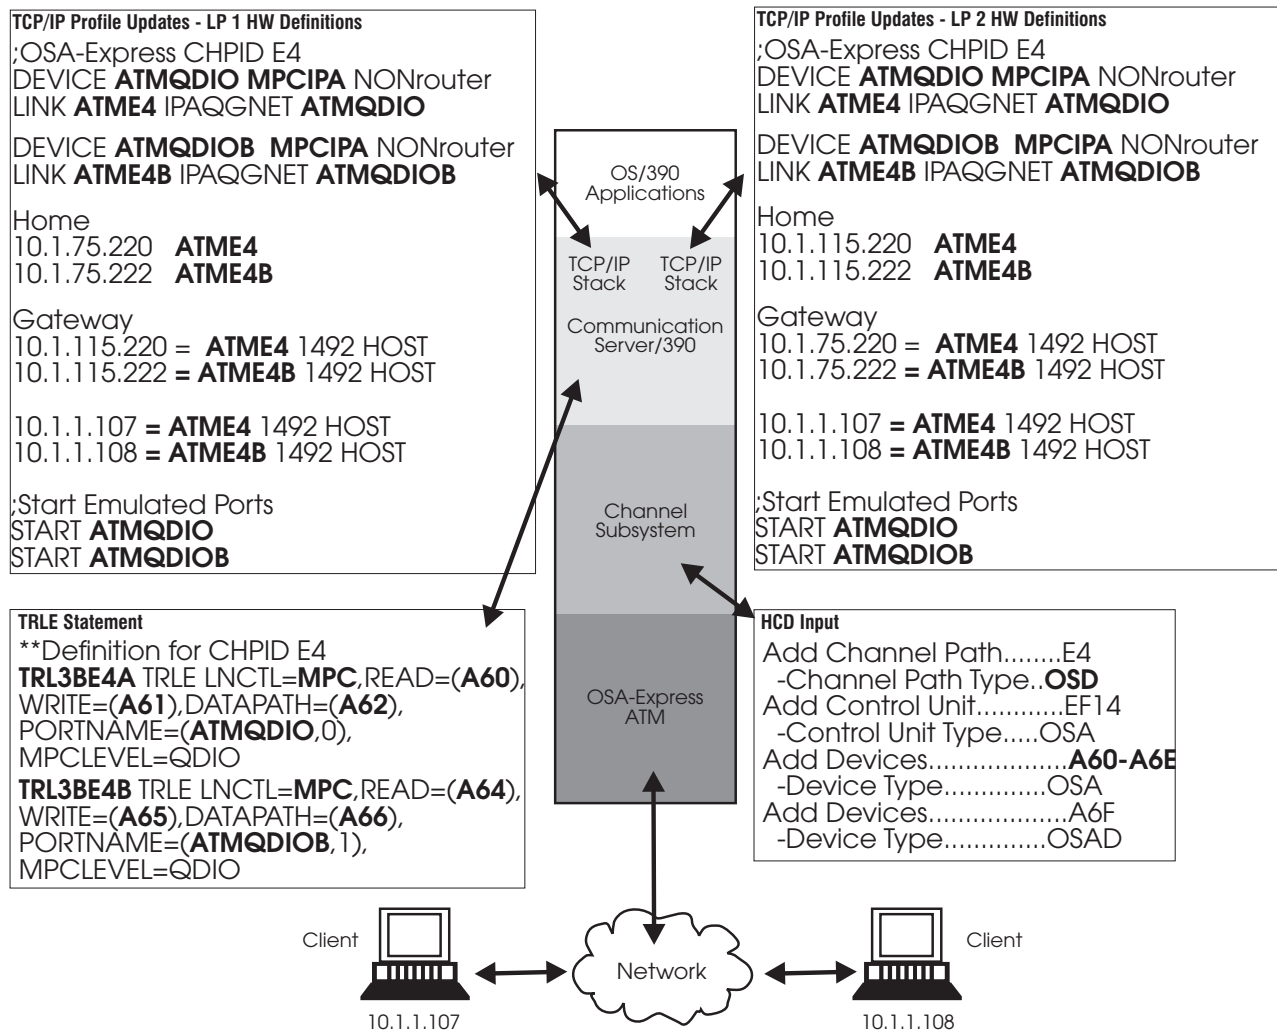 TCP/IP Profile Updates - LP 1 HW Definitions
;OSA-Express CHPID E4
DEVICE ATMQDIO MPCIPA NONrouter
LINK ATME4 IPAQGNET ATMQDIO
DEVICE ATMQDIOB MPCIPA NONrouter
LINK ATME4B IPAQGNET ATMQDIOB
Home
10.1.75.220 ATME4
10.1.75.222 ATME4B
Gateway
10.1.115.220 = ATME4 1492 HOST
10.1.115.222 = ATME4B 1492 HOST
10.1.1.107 = ATME4 1492 HOST
10.1.1.108 = ATME4B 1492 HOST
;Start Emulated Ports
START ATMQDIO
START ATMQDIOB
TCP/IP Profile Updates - LP 2 HW Definitions
;OSA-Express CHPID E4
DEVICE ATMQDIO MPCIPA NONrouter
LINK ATME4 IPAQGNET ATMQDIO
DEVICE ATMQDIOB MPCIPA NONrouter
LINK ATME4B IPAQGNET ATMQDIOB
Home
10.1.115.220 ATME4
10.1.115.222 ATME4B
Gateway
10.1.75.220 = ATME4 1492 HOST
10.1.75.222 = ATME4B 1492 HOST
10.1.1.107 = ATME4 1492 HOST
10.1.1.108 = ATME4B 1492 HOST
;Start Emulated Ports
START ATMQDIO
START ATMQDIOB
OS/390
Applications
TCP/IP
Stack
TCP/IP
Stack
Communication
Server/390
Channel
Subsystem
OSA-Express
ATM
TRLE Statement
**Definition for CHPID E4
TRL3BE4A TRLE LNCTL=MPC,READ=(A60),
WRITE=(A61),DATAPATH=(A62),
PORTNAME=(ATMQDIO,0),
MPCLEVEL=QDIO
TRL3BE4B TRLE LNCTL=MPC,READ=(A64),
WRITE=(A65),DATAPATH=(A66),
PORTNAME=(ATMQDIOB,1),
MPCLEVEL=QDIO
HCD Input
Add Channel Path........E4
-Channel Path Type..OSD
Add Control Unit............EF14
-Control Unit Type.....OSA
Add Devices....................A60-A6E
-Device Type..............OSA
Add Devices....................A6F
-Device Type..............OSAD
Client
10.1.1.107
Network
Client
10.1.1.108